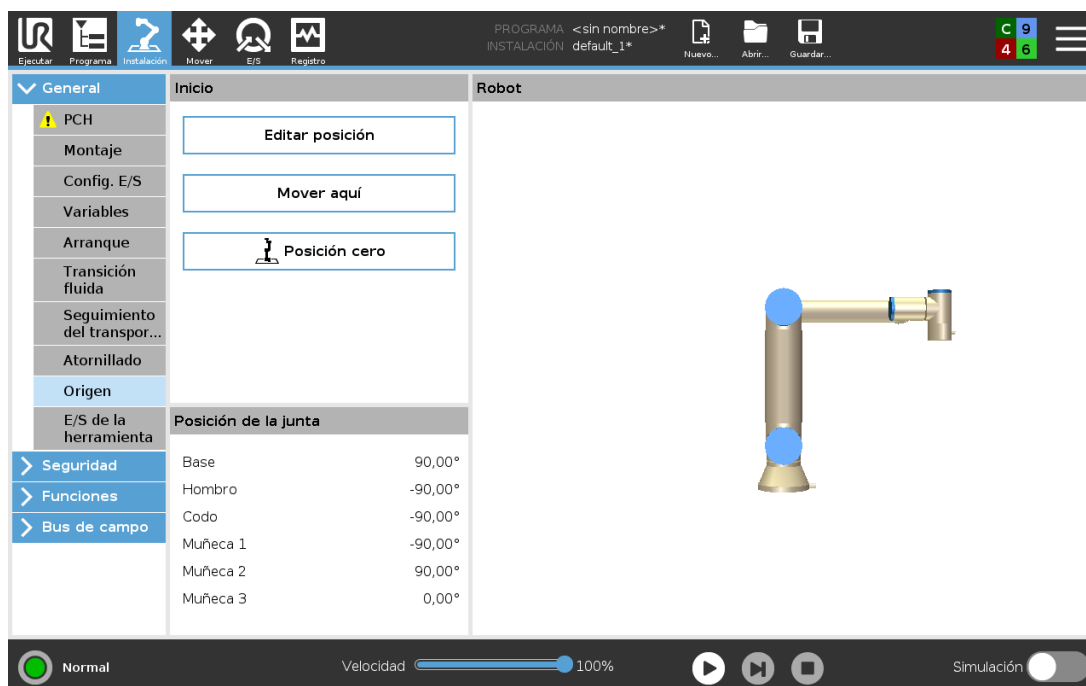 PROGRAMA <sin nombre>*
INSTALACIÓN default_1*
Ejecutar Programa Instalación Mover E/S Registro Nuevo... Abrir... Guardar...
C 9
4 6
General
PCH
Montaje
Config. E/S
Variables
Arranque
Transición
fluida
Seguimiento
del transpor...
Atornillado
Origen
E/S de la
herramienta
Seguridad
Funciones
Bus de campo
Inicio
Editar posición
Mover aquí
Posición cero
Posición de la junta
Base 90,00°
Hombro -90,00°
Codo -90,00°
Muñeca 1 -90,00°
Muñeca 2 90,00°
Muñeca 3 0,00°
Robot
Normal Velocidad 100% Simulación